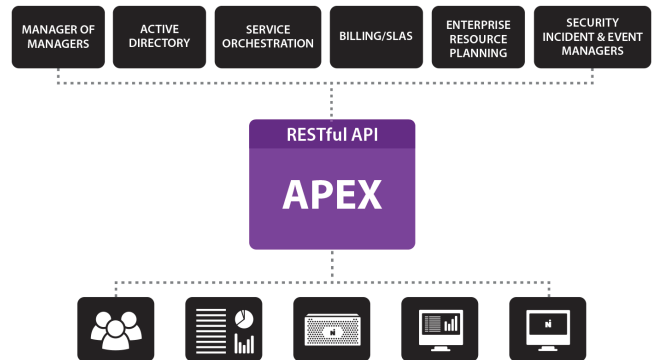 MANAGER OF
MANAGERS
ACTIVE
DIRECTORY
SERVICE
ORCHESTRATION
BILLING/SLAS
ENTERPRISE
RESOURCE
PLANNING
SECURITY
INCIDENT & EVENT
MANAGERS
RESTful API
APEX